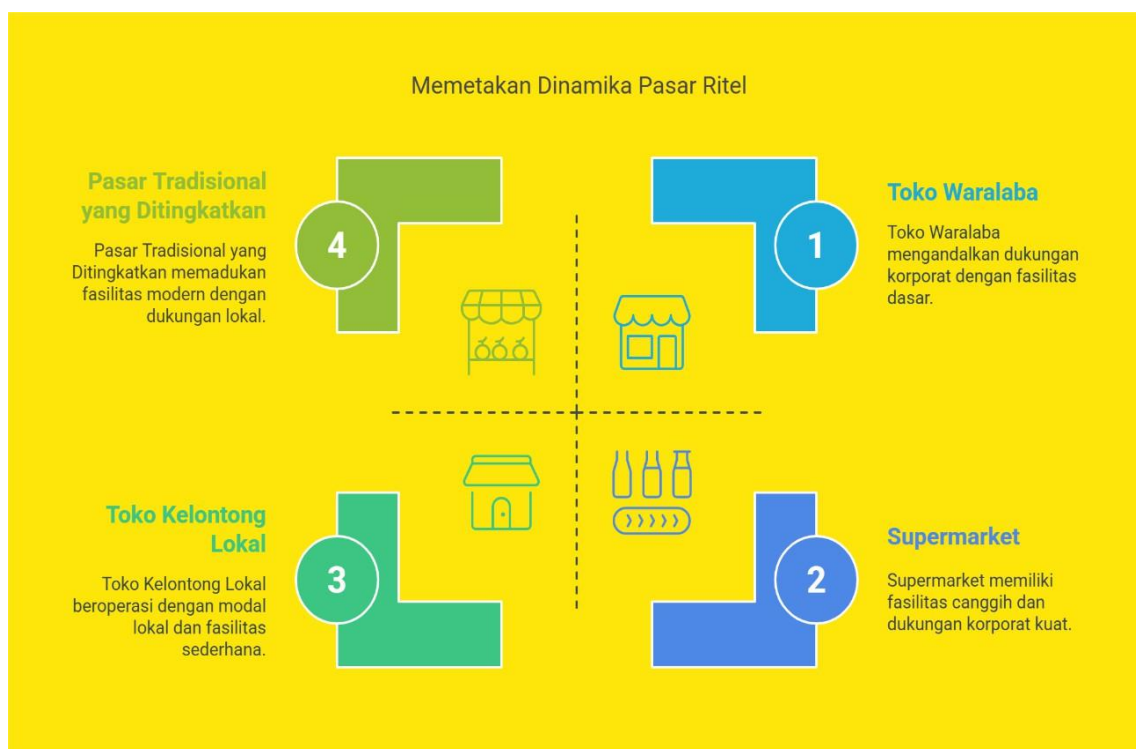 Memetakan Dinamika Pasar Ritel
Pasar Tradisional
yang Ditingkatkan
Pasar Tradisional yang
Ditingkatkan memadukan
fasilitas modern dengan
dukungan lokal.
4
1
Toko Waralaba
Toko Waralaba
mengandalkan dukungan
korporat dengan fasilitas
dasar.
Toko Kelontong
Lokal
Toko Kelontong Lokal
beroperasi dengan modal
lokal dan fasilitas
sederhana.
3
2
Supermarket
Supermarket memiliki
fasilitas canggih dan
dukungan korporat kuat.